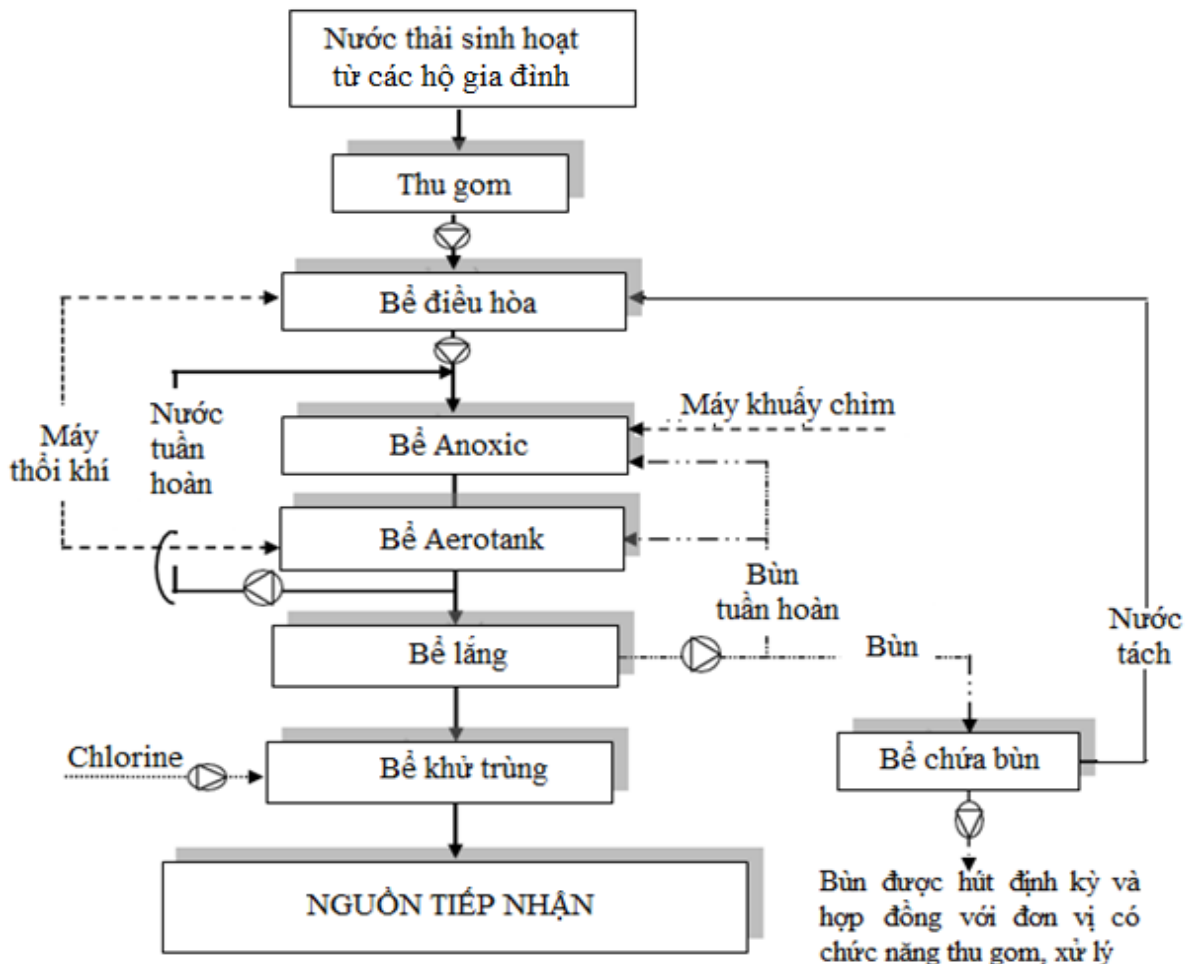 Nước thải sinh hoạt
từ các hộ gia đình
Thu gom
Bể điều hòa
Máy khuấy chìm
Nước
tuần
hoàn
Máy
thổi khí
Bể Anoxic
Bể Aerotank
Bùn
tuần hoàn
Nước
tách
Bể lắng
Bùn
Chlorine
Bể khử trùng
Bể chứa bùn
NGUỒN TIẾP NHẬN
Bùn được hút định kỳ và
hợp đồng với đơn vị có
chức năng thu gom, xử lý